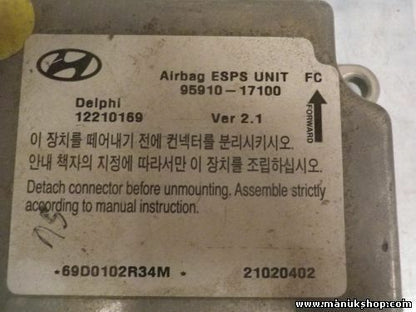 Airbag ESPS UNIT FC
95910-17100
Delphi
12210169
Ver 2.1
FORWARD
이 장치를 떼어내기 전에 컨넥터를 분리시키시오.
안내 책자의 지정에 따라서만 이 장치를 조립하십시오.
Detach connector before unmounting. Assemble strictly
according to manual instruction.
*69D0102R34M*
21020402
www.manukshop.com